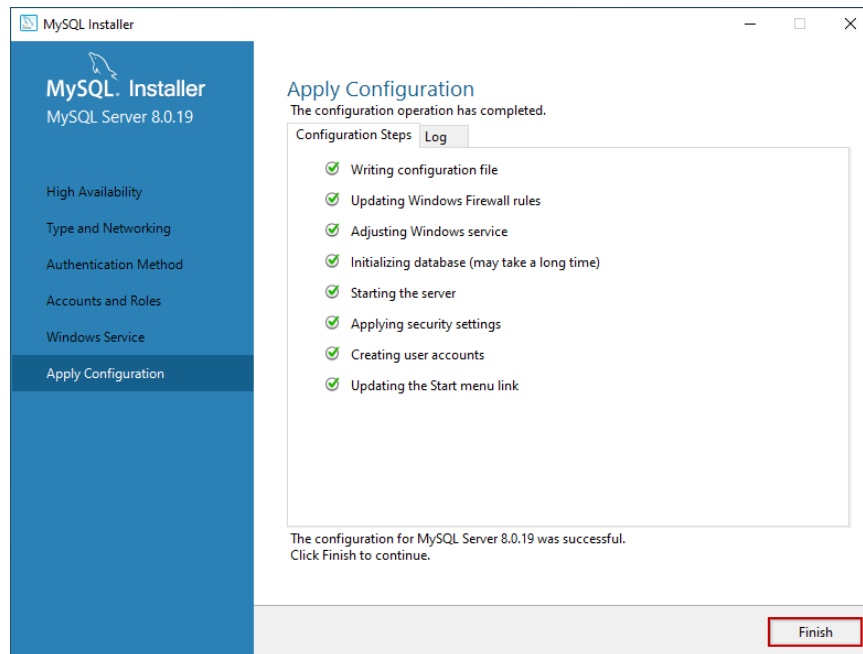 MySQL Installer
MySQL. Installer
MySQL Server 8.0.19
High Availability
Type and Networking
Authentication Method
Accounts and Roles
Windows Service
Apply Configuration
Apply Configuration
The configuration operation has completed.
Configuration Steps Log
Writing configuration file
Updating Windows Firewall rules
Adjusting Windows service
Initializing database (may take a long time)
Starting the server
Applying security settings
Creating user accounts
Updating the Start menu link
The configuration for MySQL Server 8.0.19 was successful.
Click Finish to continue.
Finish